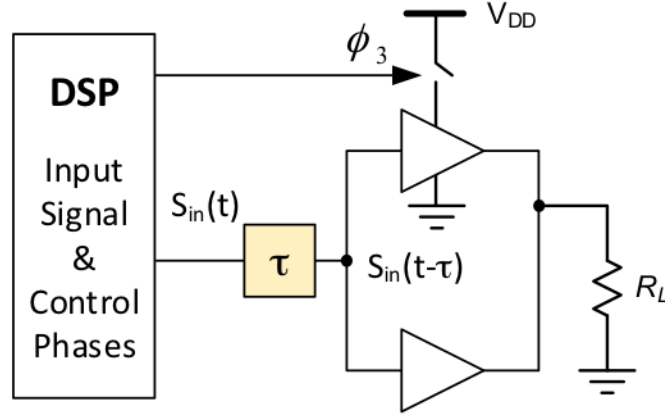 V_DD
ϕ_3
DSP
Input
Signal
&
Control
Phases
S_in(t)
τ
S_in(t-τ)
R_L